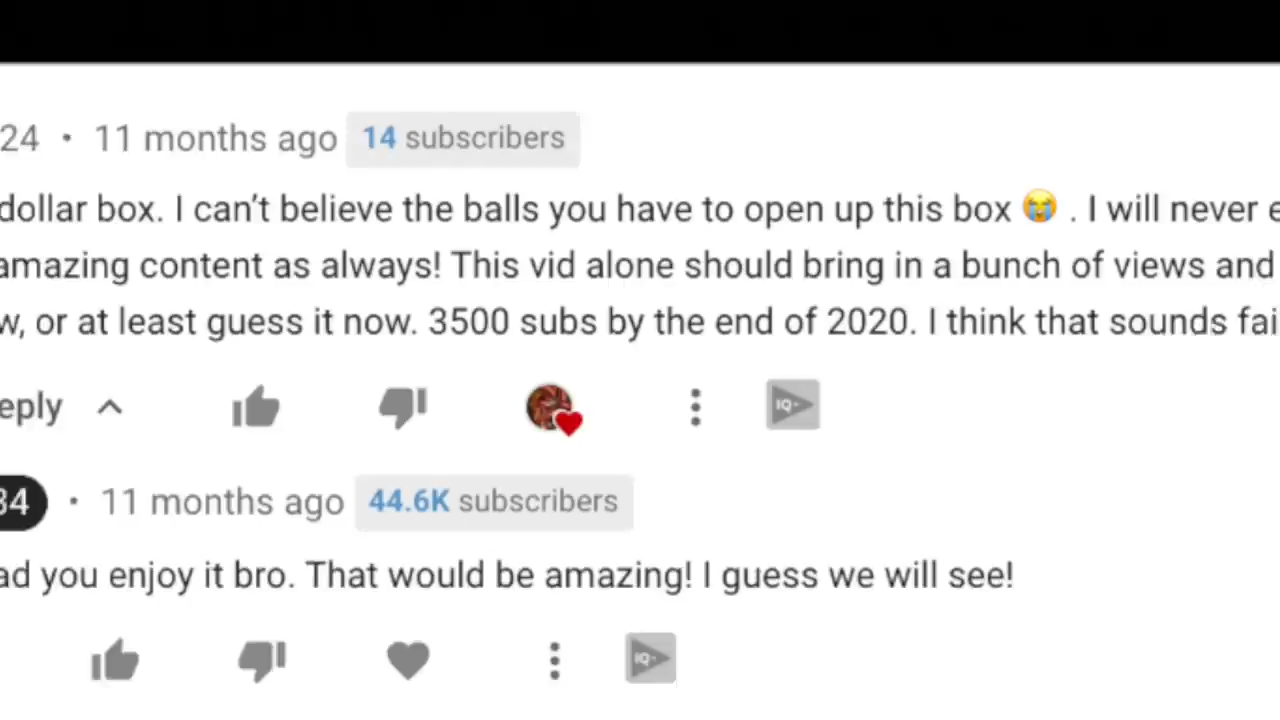 24 • 11 months ago 14 subscribers
dollar box. I can't believe the balls you have to open up this box 😭 . I will never e
amazing content as always! This vid alone should bring in a bunch of views and
w, or at least guess it now. 3500 subs by the end of 2020. I think that sounds fai
eply
IQ
34 • 11 months ago 44.6K subscribers
ad you enjoy it bro. That would be amazing! I guess we will see!
IQ